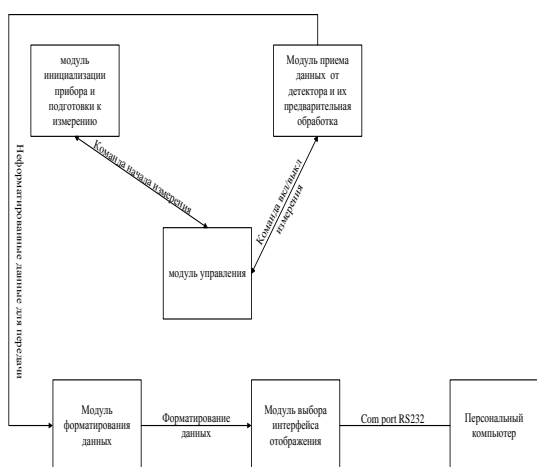 модуль
инициализации
прибора и
подготовки к
измерению
Модуль приема
данных от
детектора и их
предварительная
обработка
Неформатированные данные для передачи
Команда начала измерения
Команда вкл/выкл
измерения
модуль управления
Модуль
форматирования
данных
Форматирование
данных
Модуль выбора
интерфейса
отображения
Com port RS232
Персональный
компьютер